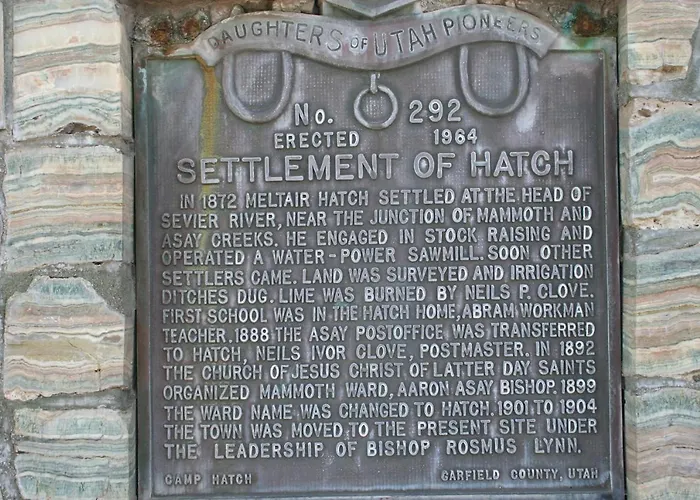 DAUGHTERS OF UTAH PIONEERS
No. 292
ERECTED 1964
SETTLEMENT OF HATCH
IN 1872 MELTAIR HATCH SETTLED AT THE HEAD OF
SEVIER RIVER, NEAR THE JUNCTION OF MAMMOTH AND
ASAY CREEKS. HE ENGAGED IN STOCK RAISING AND
OPERATED A WATER-POWER SAWMILL. SOON OTHER
SETTLERS CAME. LAND WAS SURVEYED AND IRRIGATION
DITCHES DUG. LIME WAS BURNED BY NEILS P. CLOVE.
FIRST SCHOOL WAS IN THE HATCH HOME, ABRAM WORKMAN
TEACHER. 1888 THE ASAY POSTOFFICE WAS TRANSFERRED
TO HATCH, NEILS IVOR CLOVE, POSTMASTER. IN 1892
THE CHURCH OF JESUS CHRIST OF LATTER DAY SAINTS
ORGANIZED MAMMOTH WARD, AARON ASAY, BISHOP. 1899
THE WARD NAME WAS CHANGED TO HATCH. 1901 TO 1904
THE TOWN WAS MOVED TO THE PRESENT SITE UNDER
THE LEADERSHIP OF BISHOP ROSMUS LYNN.
CAMP HATCH GARFIELD COUNTY, UTAH